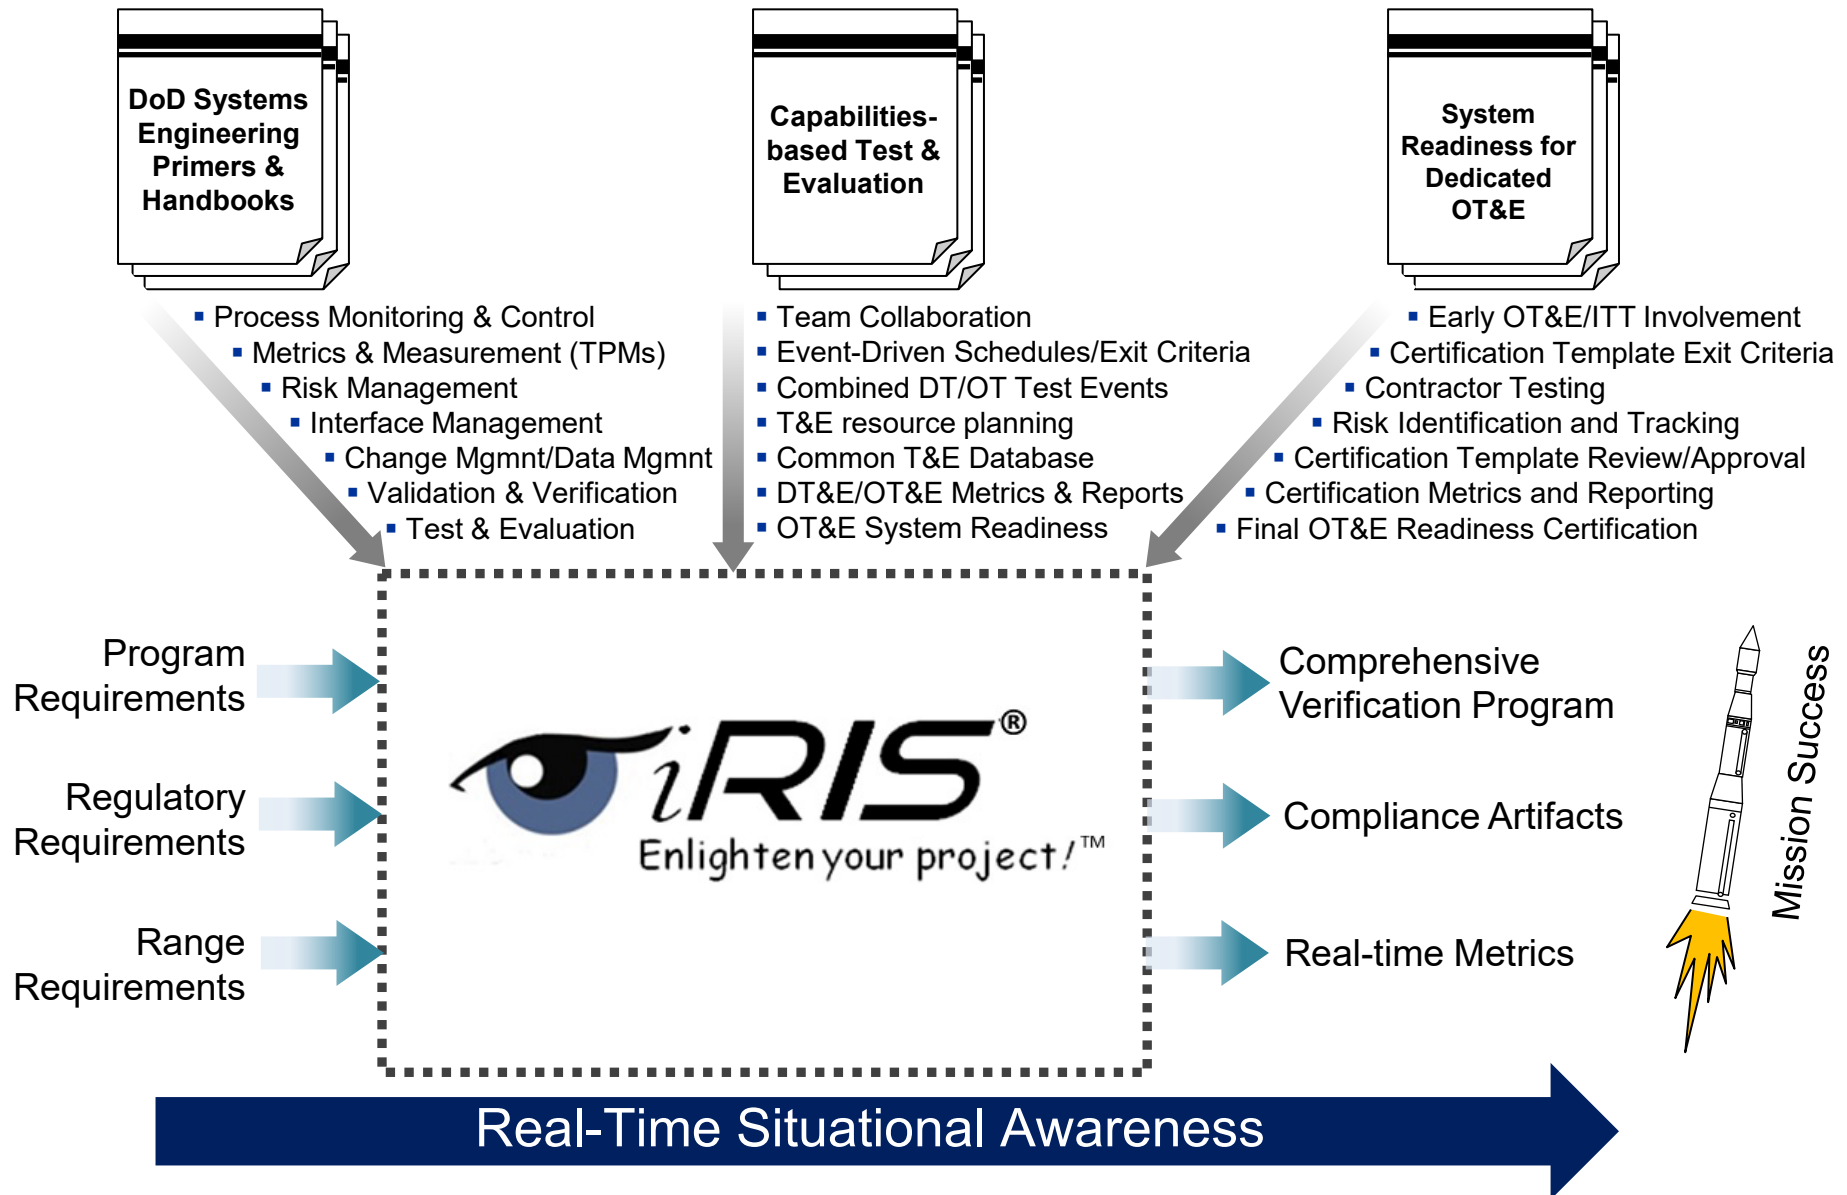 DoD Systems
Engineering
Primers &
Handbooks
Capabilities-
based Test &
Evaluation
System
Readiness for
Dedicated
OT&E
▪ Process Monitoring & Control
▪ Metrics & Measurement (TPMs)
▪ Risk Management
▪ Interface Management
▪ Change Mgmnt/Data Mgmnt
▪ Validation & Verification
▪ Test & Evaluation
▪ Team Collaboration
▪ Event-Driven Schedules/Exit Criteria
▪ Combined DT/OT Test Events
▪ T&E resource planning
▪ Common T&E Database
▪ DT&E/OT&E Metrics & Reports
▪ OT&E System Readiness
▪ Early OT&E/ITT Involvement
▪ Certification Template Exit Criteria
▪ Contractor Testing
▪ Risk Identification and Tracking
▪ Certification Template Review/Approval
▪ Certification Metrics and Reporting
▪ Final OT&E Readiness Certification
Program
Requirements
Regulatory
Requirements
Range
Requirements
iRIS®
Enlighten your project!™
Comprehensive
Verification Program
Compliance Artifacts
Real-time Metrics
Mission Success
Real-Time Situational Awareness